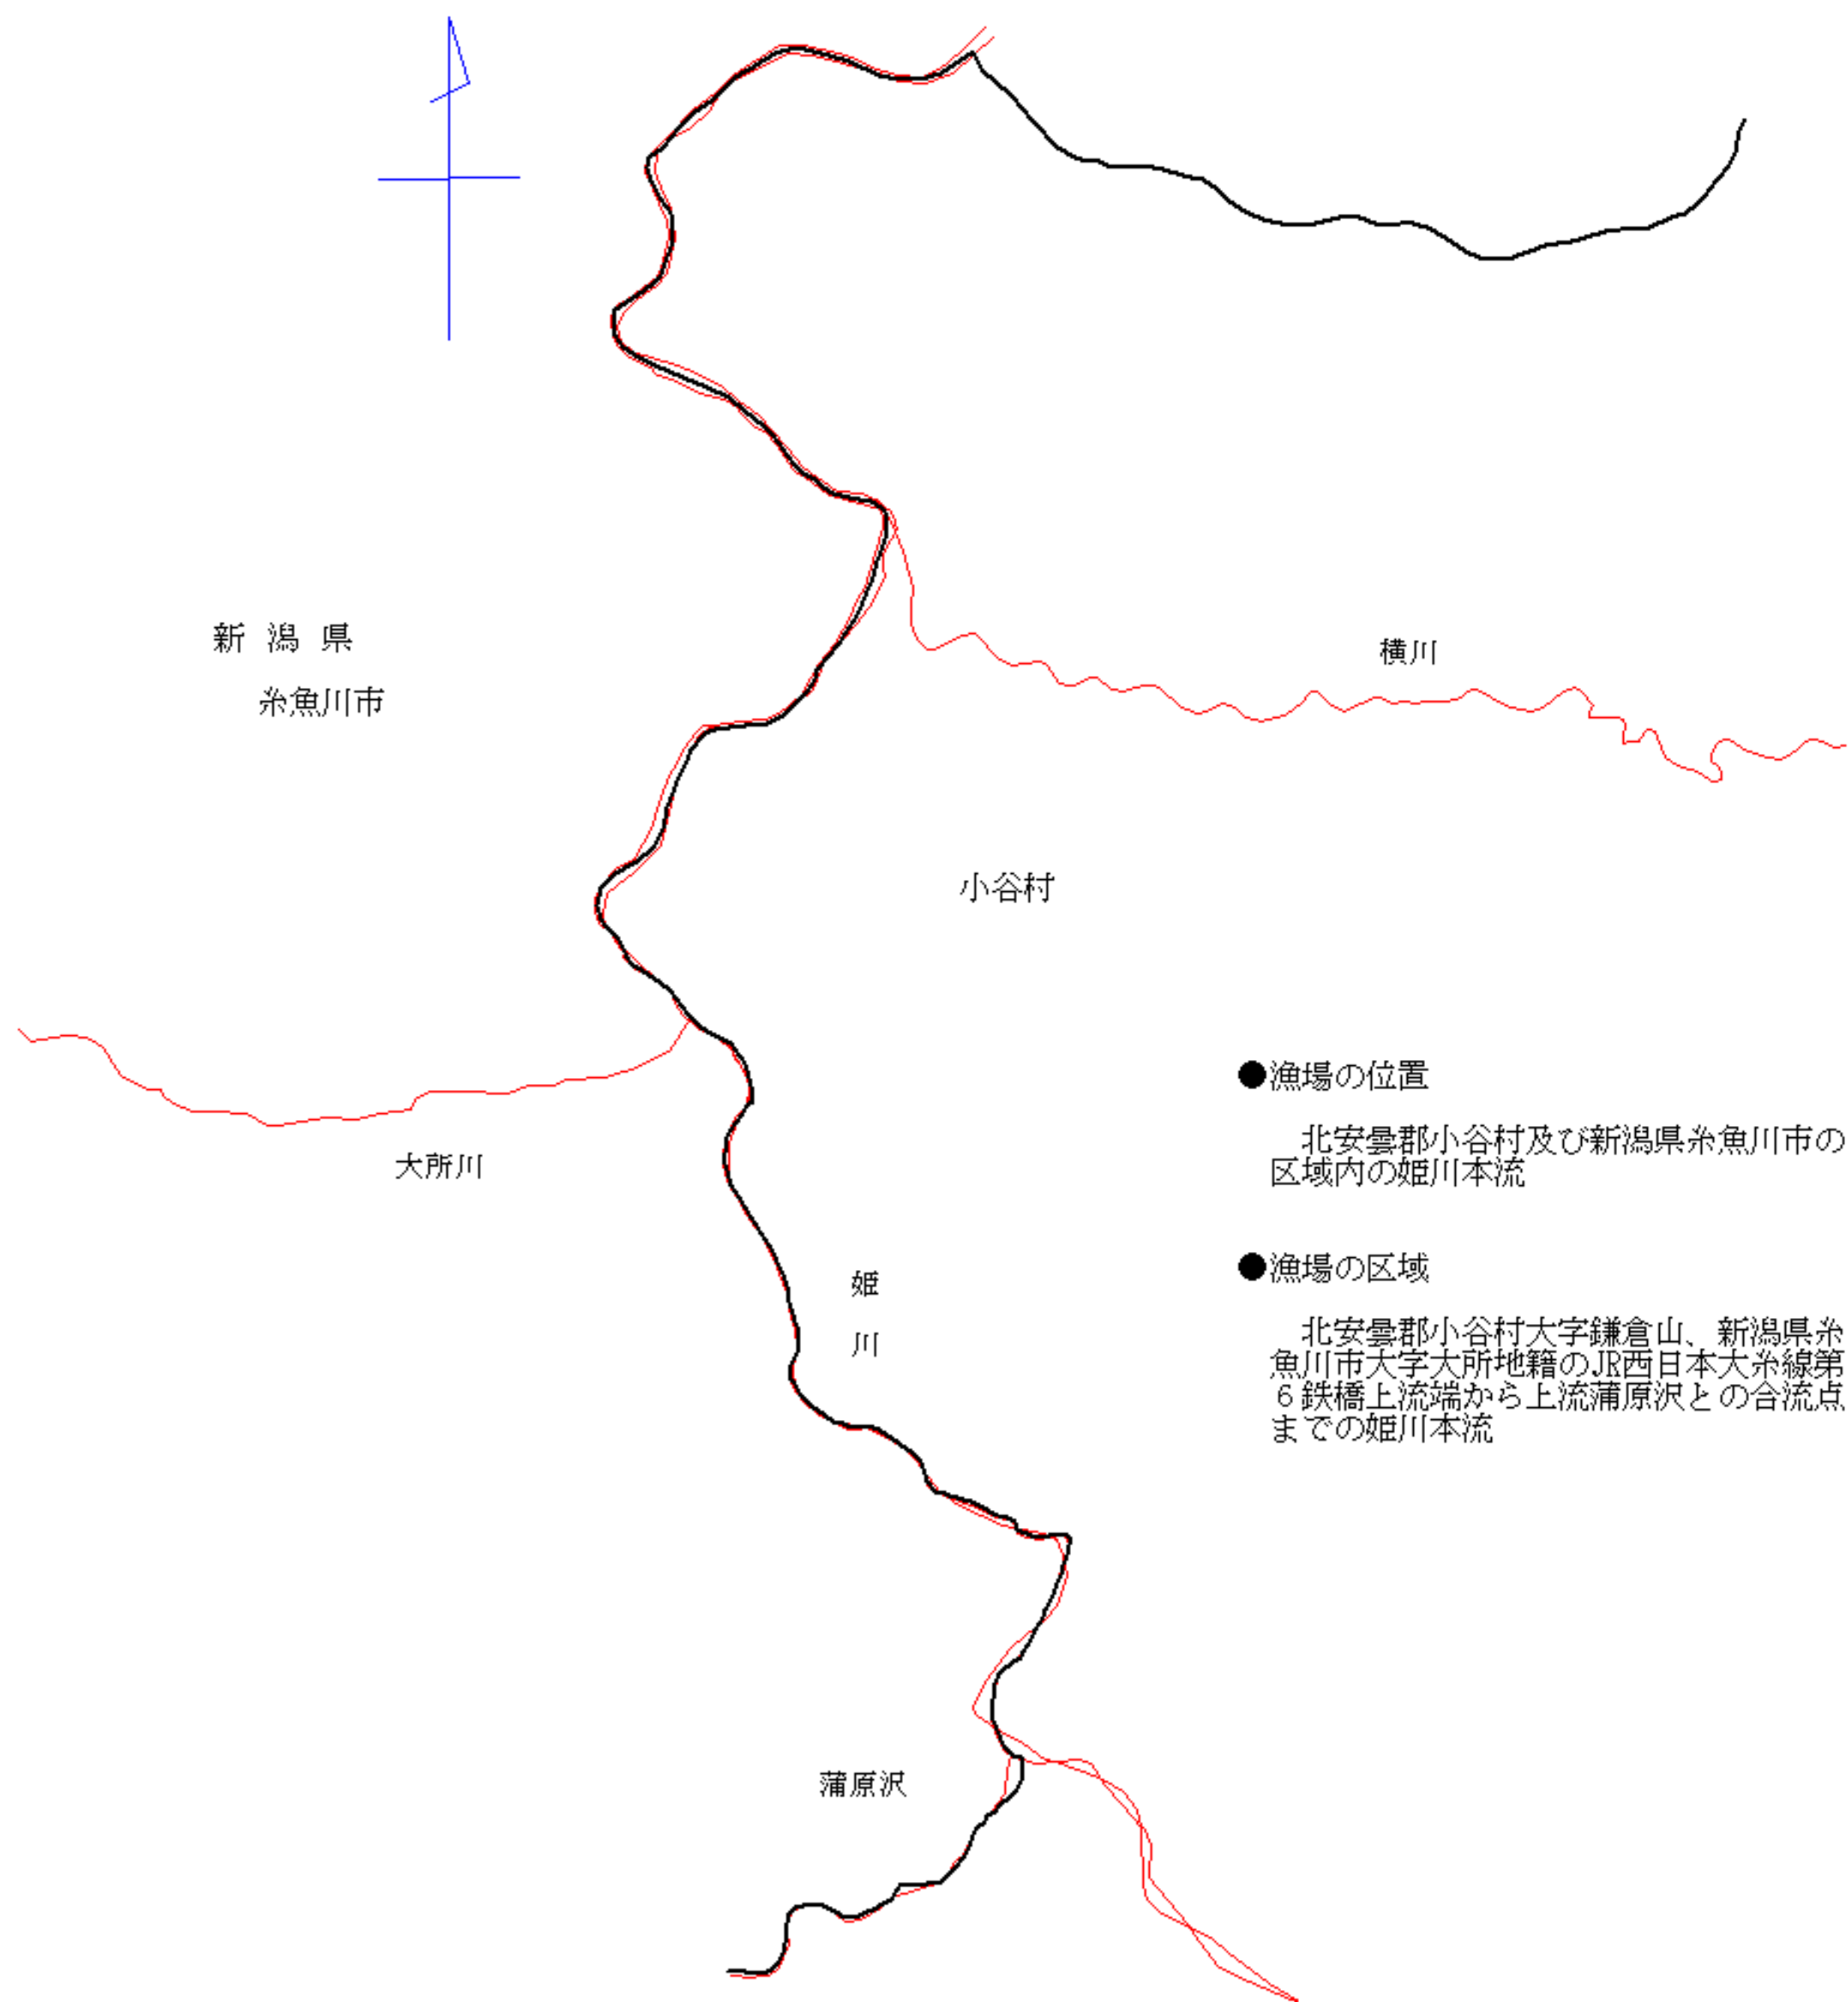 新 潟 県
糸魚川市
横川
小谷村
大所川
姫
川
蒲原沢
●漁場の位置
北安曇郡小谷村及び新潟県糸魚川市の
区域内の姫川本流
●漁場の区域
北安曇郡小谷村大字鎌倉山、新潟県糸
魚川市大字大所地籍のJR西日本大糸線第
６鉄橋上流端から上流蒲原沢との合流点
までの姫川本流